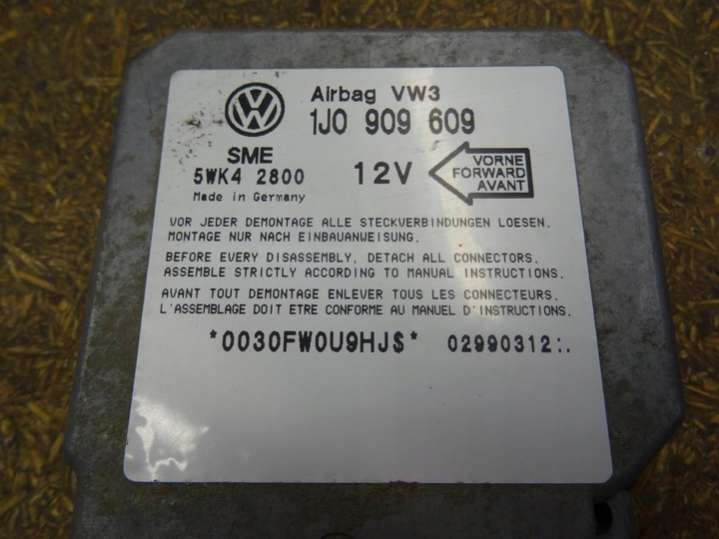 Airbag VW3
1J0 909 609
SME
5WK4 2800
Made in Germany
12V
VORNE
FORWARD
AVANT
VOR JEDER DEMONTAGE ALLE STECKVERBINDUNGEN LOESEN.
MONTAGE NUR NACH EINBAUANWEISUNG.
BEFORE EVERY DISASSEMBLY, DETACH ALL CONNECTORS.
ASSEMBLE STRICTLY ACCORDING TO MANUAL INSTRUCTIONS.
AVANT TOUT DEMONTAGE ENLEVER TOUS LES CONNECTEURS.
L'ASSEMBLAGE DOIT ETRE CONFORME AU MANUEL D'INSTRUCTIONS.
*0030FW0U9HJ$* 02990312:.